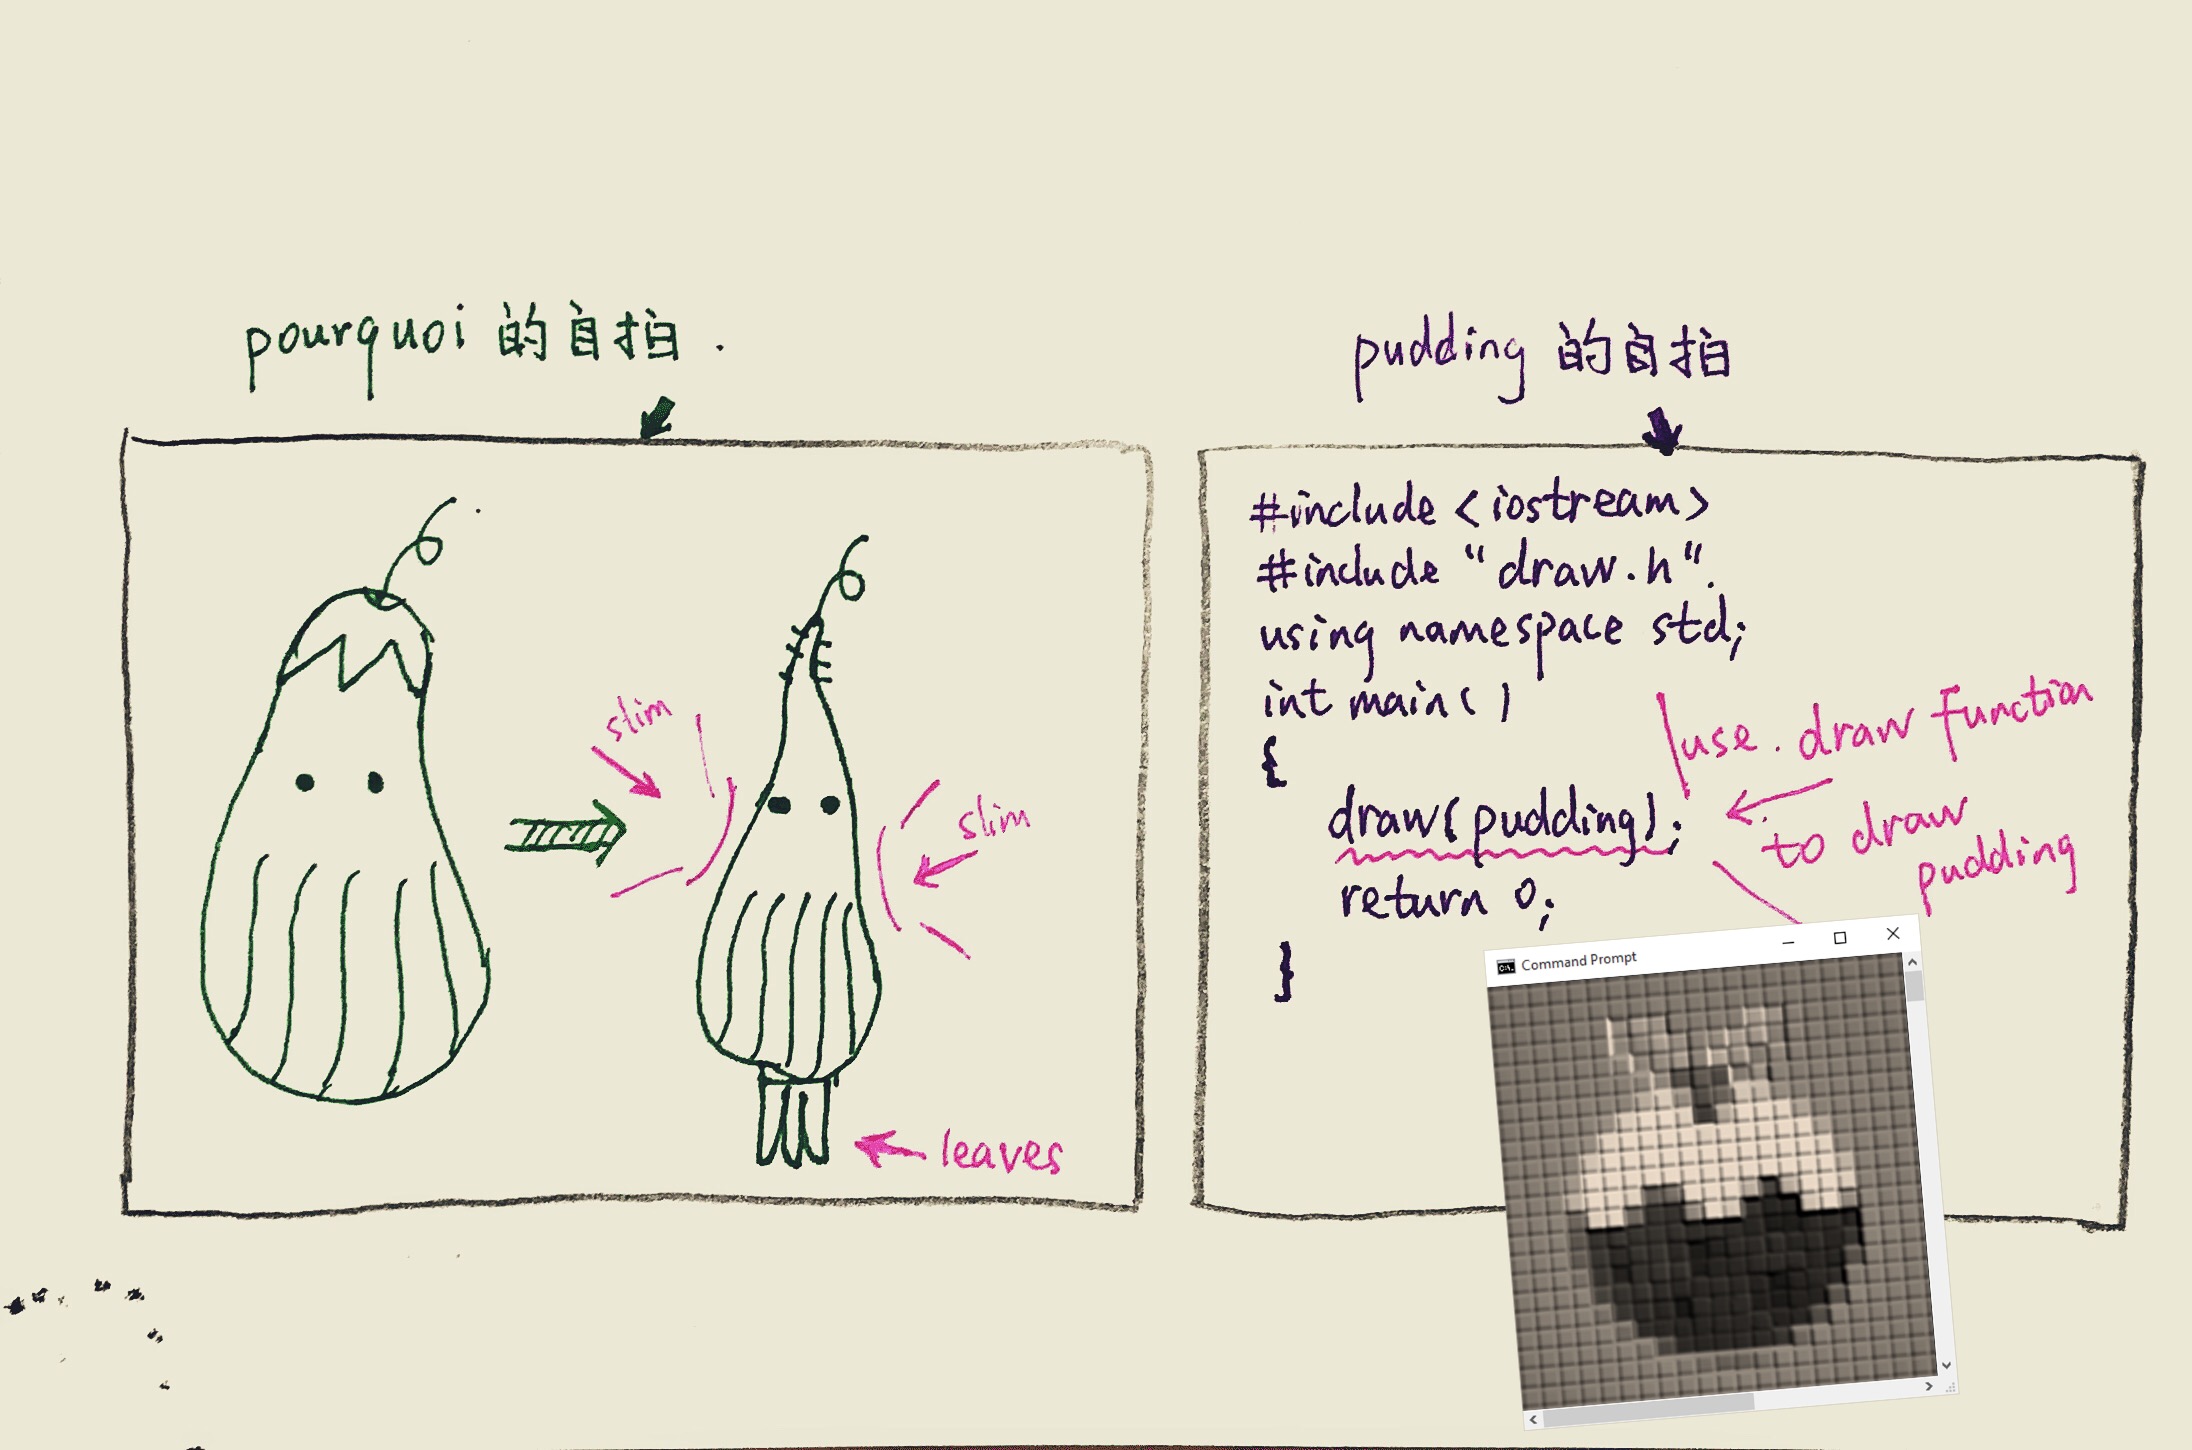 pourquoi 的自拍.
slim
slim
leaves
pudding 的自拍
#include <iostream>
#include "draw.h".
using namespace std;
int main()
{
draw(pudding);
return 0;
}
use. draw function
to draw
pudding
Command Prompt